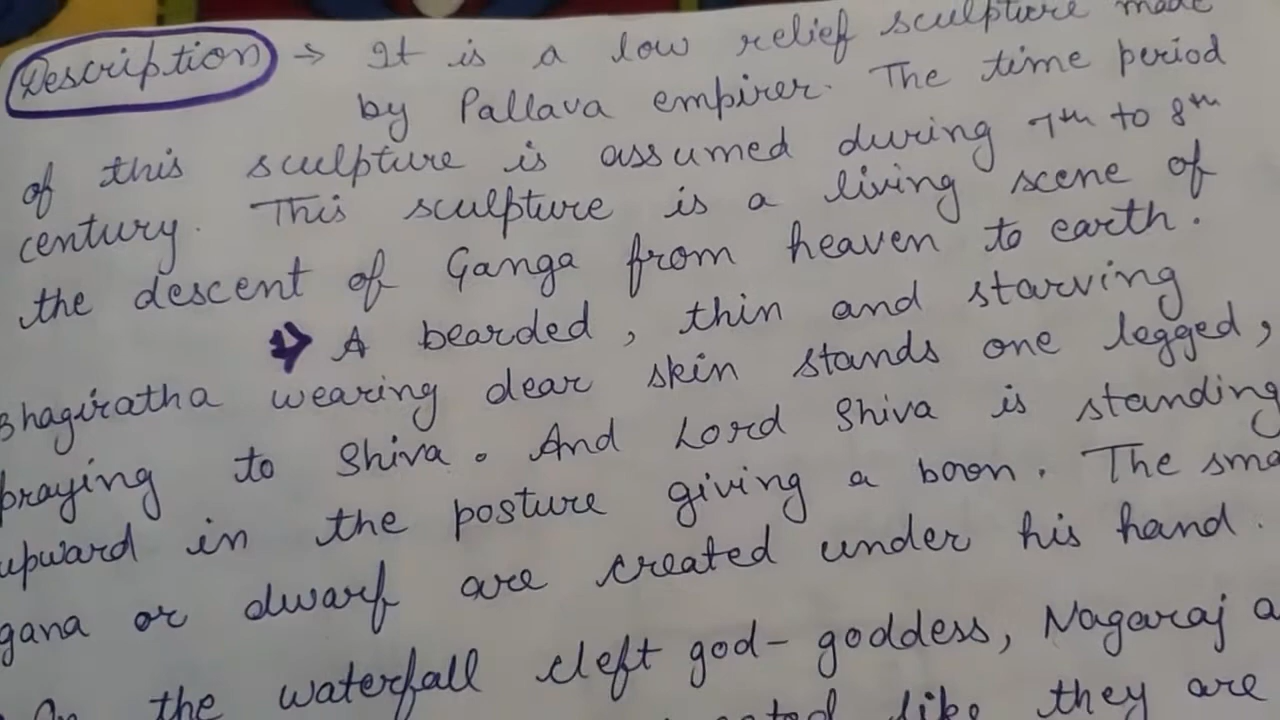 Description → It is a low relief sculpture made
by Pallava empirer. The time period
of this sculpture is assumed during 7th to 8th
century. This sculpture is a living scene of
the descent of Ganga from heaven to earth.
→ A bearded, thin and starving
Bhagiratha wearing dear skin stands one legged,
praying to Shiva. And Lord Shiva is standing
upward in the posture giving a boon. The sma
gana or dwarf are created under his hand.
the waterfall cleft god-goddess, Nagaraj a
like they are